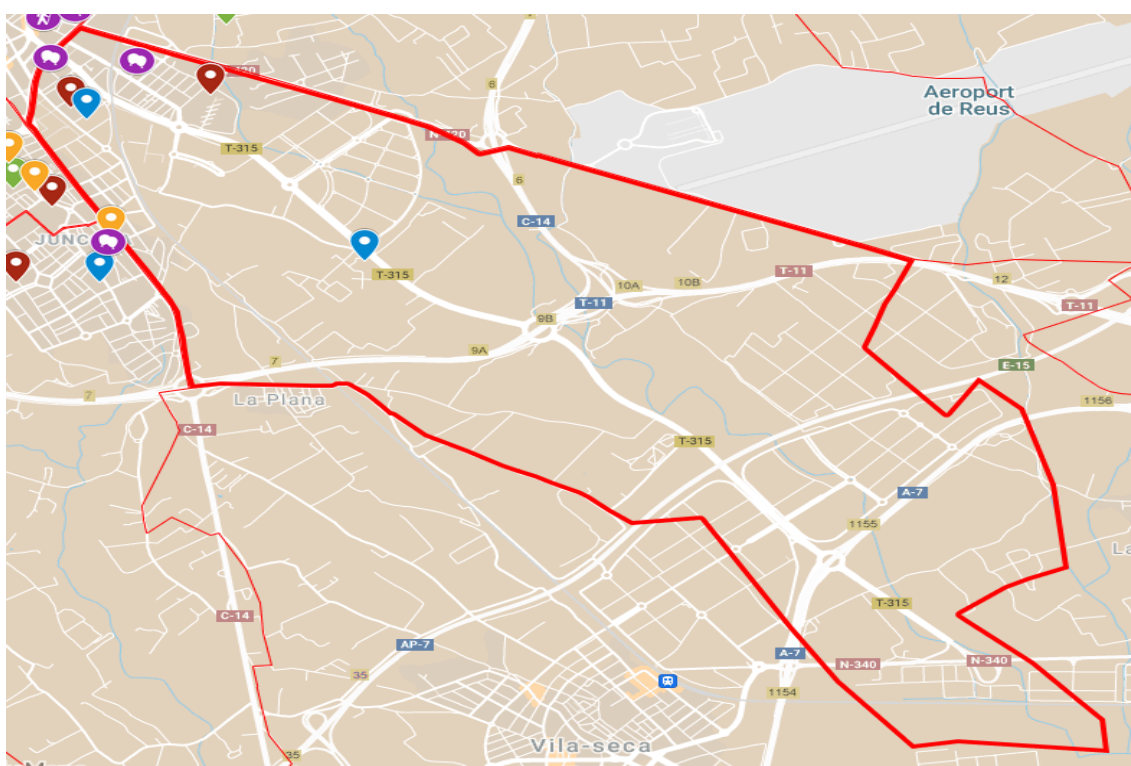 6
Aeroport
de Reus
N-720
T-315
6
C-14
JUNC
T-315
10A
10B
T-11
12
T-11
T-11
9B
9A
7
E-15
7
La Plana
1156
C-14
T-315
A-7
1155
La
T-315
C-14
AP-7
A-7
N-340
N-340
35
1154
Vila-seca
35